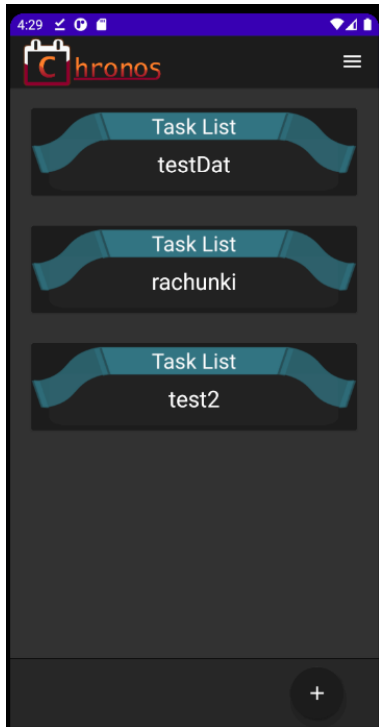 4:29
Chronos
Task List
testDat
Task List
rachunki
Task List
test2
+